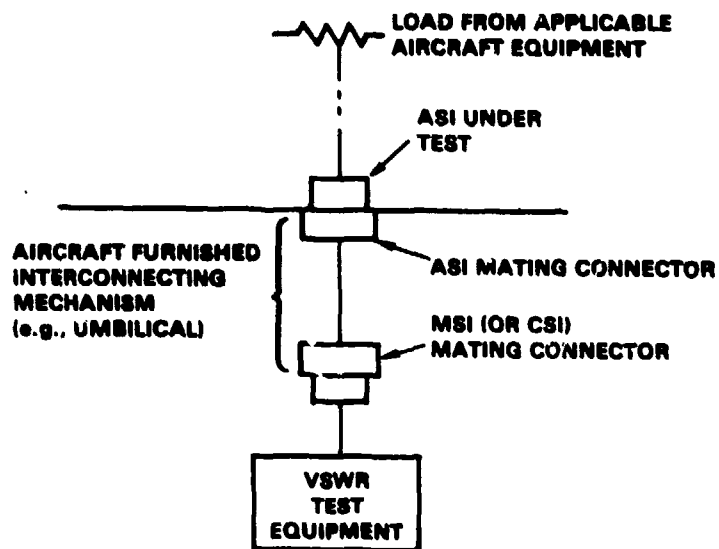 LOAD FROM APPLICABLE
AIRCRAFT EQUIPMENT
ASI UNDER
TEST
AIRCRAFT FURNISHED
INTERCONNECTING
MECHANISM
(e.g., UMBILICAL)
ASI MATING CONNECTOR
MSI (OR CSI)
MATING CONNECTOR
VSWR
TEST
EQUIPMENT